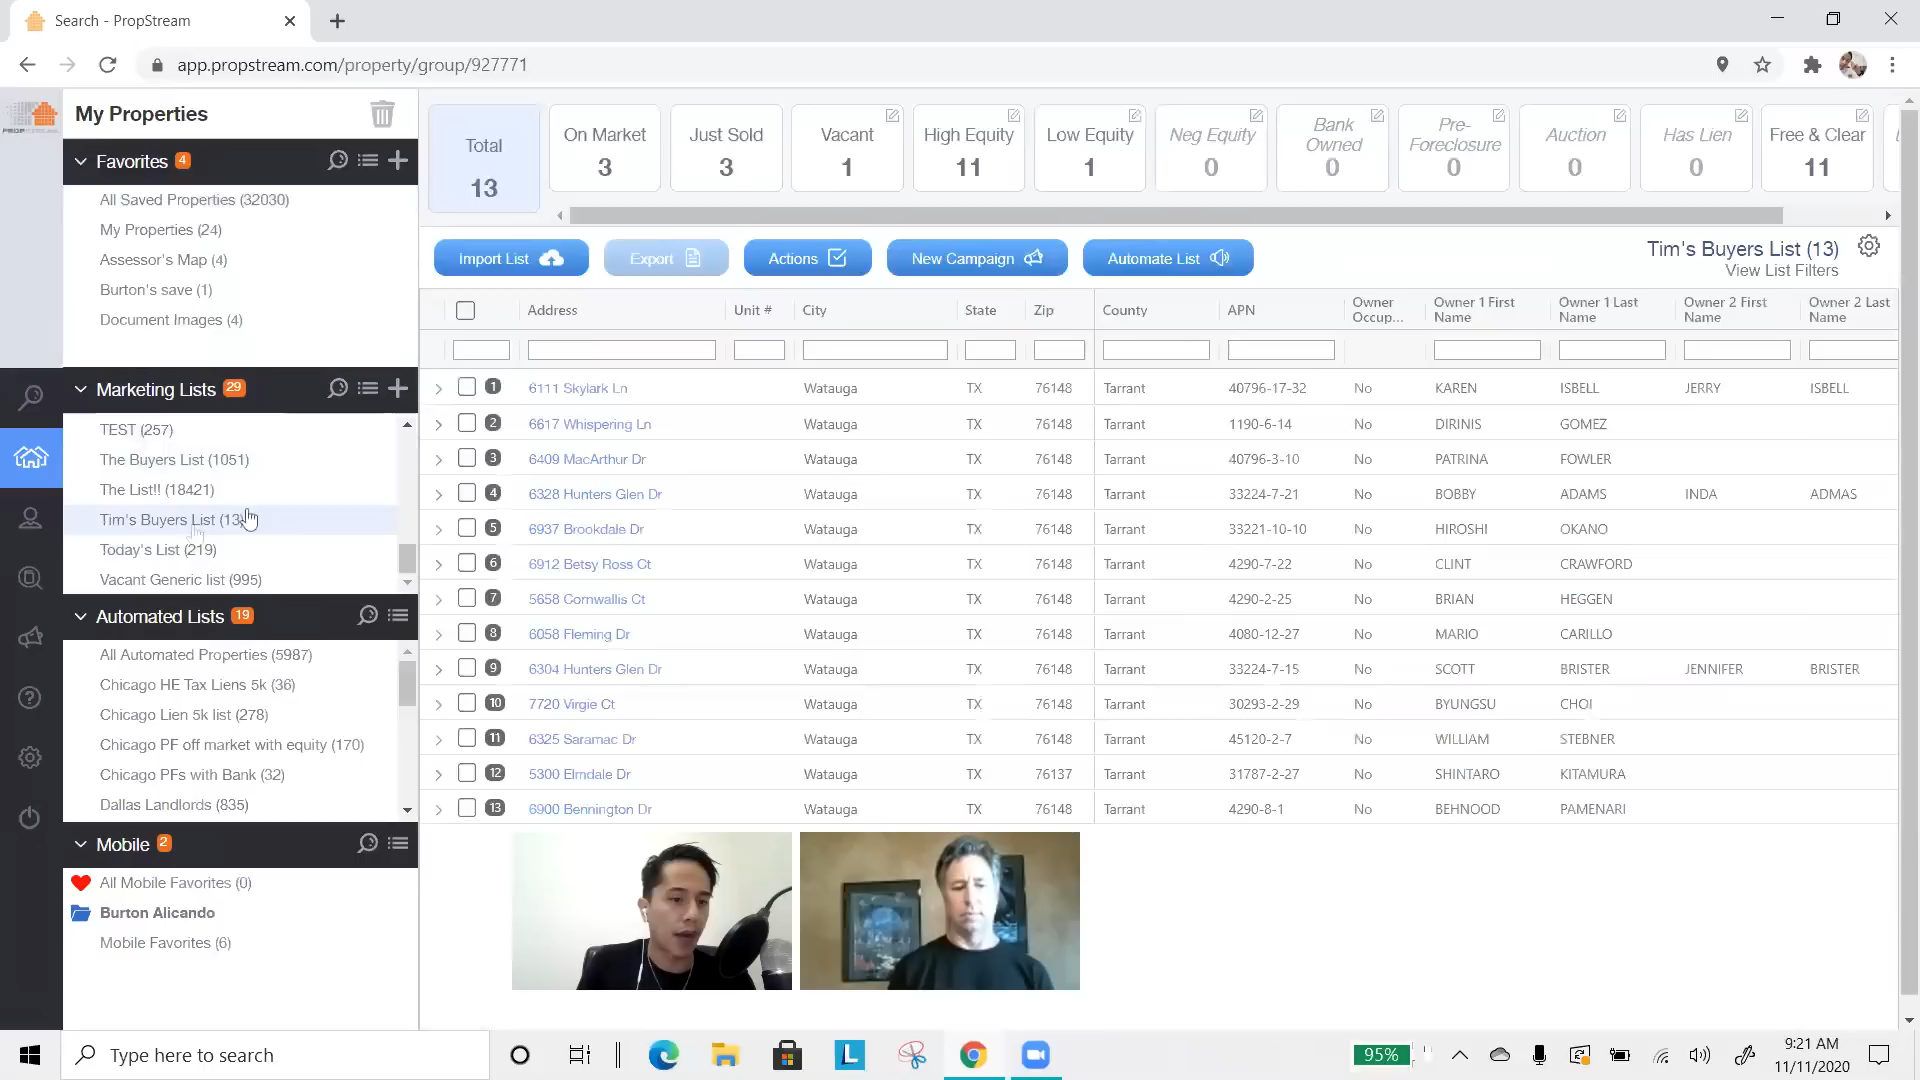 Search - PropStream
app.propstream.com/property/group/927771
My Properties
Favorites 4
All Saved Properties (32030)
My Properties (24)
Assessor's Map (4)
Burton's save (1)
Document Images (4)
Marketing Lists 29
TEST (257)
The Buyers List (1051)
The List!! (18421)
Tim's Buyers List (13)
Today's List (219)
Vacant Generic list (995)
Automated Lists 19
All Automated Properties (5987)
Chicago HE Tax Liens 5k (36)
Chicago Lien 5k list (278)
Chicago PF off market with equity (170)
Chicago PFs with Bank (32)
Dallas Landlords (835)
Mobile 2
All Mobile Favorites (0)
Burton Alicando
Mobile Favorites (6)
Total 13
On Market 3
Just Sold 3
Vacant 1
High Equity 11
Low Equity 1
Neg Equity 0
Bank Owned 0
Pre-Foreclosure 0
Auction 0
Has Lien 0
Free & Clear 11
Import List
Export
Actions
New Campaign
Automate List
Tim's Buyers List (13)
View List Filters
Address Unit # City State Zip County APN Owner Occup... Owner 1 First Name Owner 1 Last Name Owner 2 First Name Owner 2 Last Name
1 6111 Skylark Ln Watauga TX 76148 Tarrant 40796-17-32 No KAREN ISBELL JERRY ISBELL
2 6617 Whispering Ln Watauga TX 76148 Tarrant 1190-6-14 No DIRINIS GOMEZ
3 6409 MacArthur Dr Watauga TX 76148 Tarrant 40796-3-10 No PATRINA FOWLER
4 6328 Hunters Glen Dr Watauga TX 76148 Tarrant 33224-7-21 No BOBBY ADAMS INDA ADMAS
5 6937 Brookdale Dr Watauga TX 76148 Tarrant 33221-10-10 No HIROSHI OKANO
6 6912 Betsy Ross Ct Watauga TX 76148 Tarrant 4290-7-22 No CLINT CRAWFORD
7 5658 Cornwallis Ct Watauga TX 76148 Tarrant 4290-2-25 No BRIAN HEGGEN
8 6058 Fleming Dr Watauga TX 76148 Tarrant 4080-12-27 No MARIO CARILLO
9 6304 Hunters Glen Dr Watauga TX 76148 Tarrant 33224-7-15 No SCOTT BRISTER JENNIFER BRISTER
10 7720 Virgie Ct Watauga TX 76148 Tarrant 30293-2-29 No BYUNGSU CHOI
11 6325 Saramac Dr Watauga TX 76148 Tarrant 45120-2-7 No WILLIAM STEBNER
12 5300 Elmdale Dr Watauga TX 76137 Tarrant 31787-2-27 No SHINTARO KITAMURA
13 6900 Bennington Dr Watauga TX 76148 Tarrant 4290-8-1 No BEHNOOD PAMENARI
Type here to search
L
95%
9:21 AM
11/11/2020